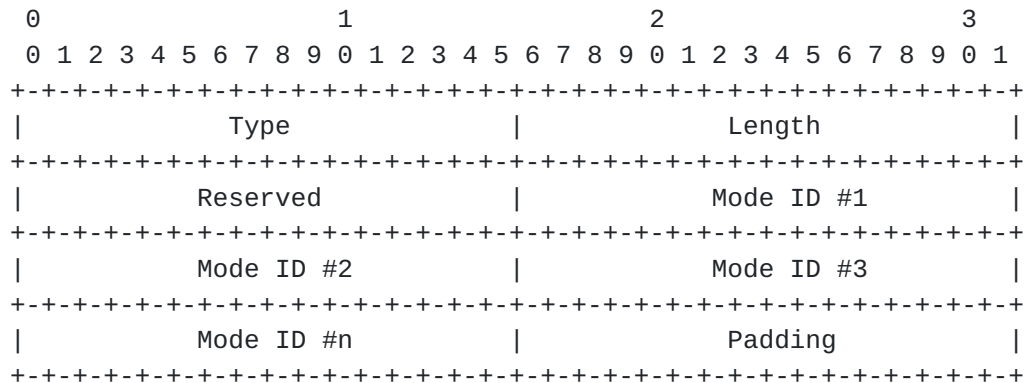 0                   1                   2                   3
 0 1 2 3 4 5 6 7 8 9 0 1 2 3 4 5 6 7 8 9 0 1 2 3 4 5 6 7 8 9 0 1
+-+-+-+-+-+-+-+-+-+-+-+-+-+-+-+-+-+-+-+-+-+-+-+-+-+-+-+-+-+-+-+-+
|             Type              |             Length            |
+-+-+-+-+-+-+-+-+-+-+-+-+-+-+-+-+-+-+-+-+-+-+-+-+-+-+-+-+-+-+-+-+
|           Reserved            |            Mode ID #1         |
+-+-+-+-+-+-+-+-+-+-+-+-+-+-+-+-+-+-+-+-+-+-+-+-+-+-+-+-+-+-+-+-+
|           Mode ID #2          |            Mode ID #3         |
+-+-+-+-+-+-+-+-+-+-+-+-+-+-+-+-+-+-+-+-+-+-+-+-+-+-+-+-+-+-+-+-+
|           Mode ID #n          |             Padding           |
+-+-+-+-+-+-+-+-+-+-+-+-+-+-+-+-+-+-+-+-+-+-+-+-+-+-+-+-+-+-+-+-+